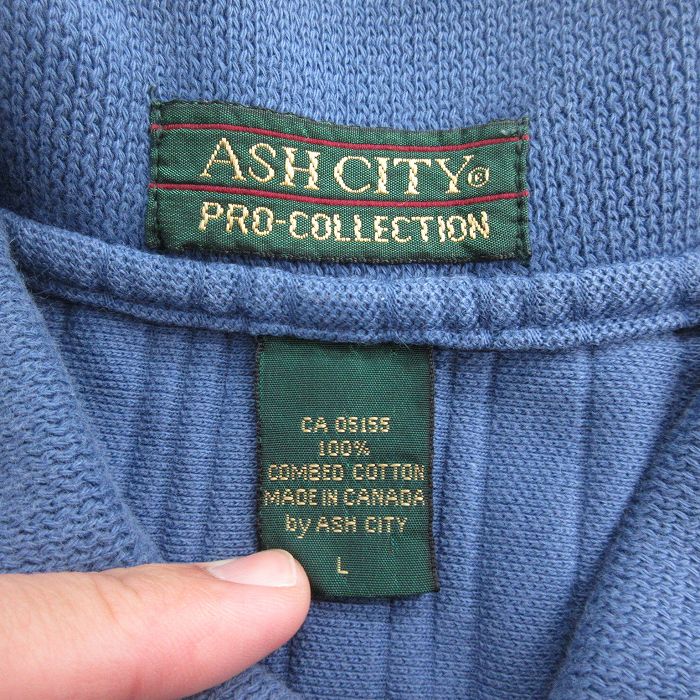 ASH CITY®
PRO-COLLECTION
CA 05155
100%
COMBED COTTON
MADE IN CANADA
by ASH CITY
L